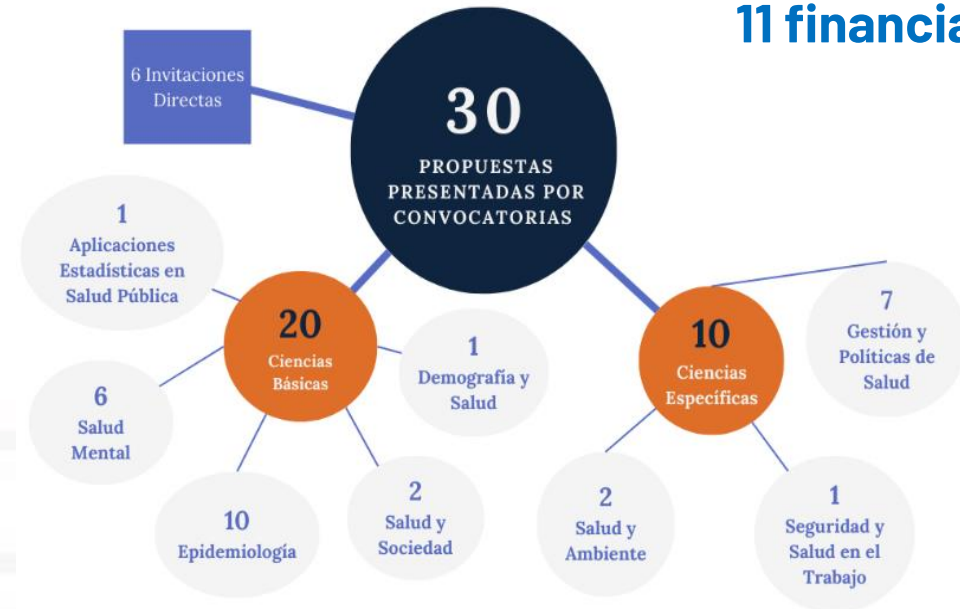 11 financia
6 Invitaciones
Directas
30
PROPUESTAS
PRESENTADAS POR
CONVOCATORIAS
1
Aplicaciones
Estadísticas en
Salud Pública
20
Ciencias
Básicas
1
Demografía y
Salud
10
Ciencias
Específicas
7
Gestión y
Políticas de
Salud
6
Salud
Mental
10
Epidemiología
2
Salud y
Sociedad
2
Salud y
Ambiente
1
Seguridad y
Salud en el
Trabajo